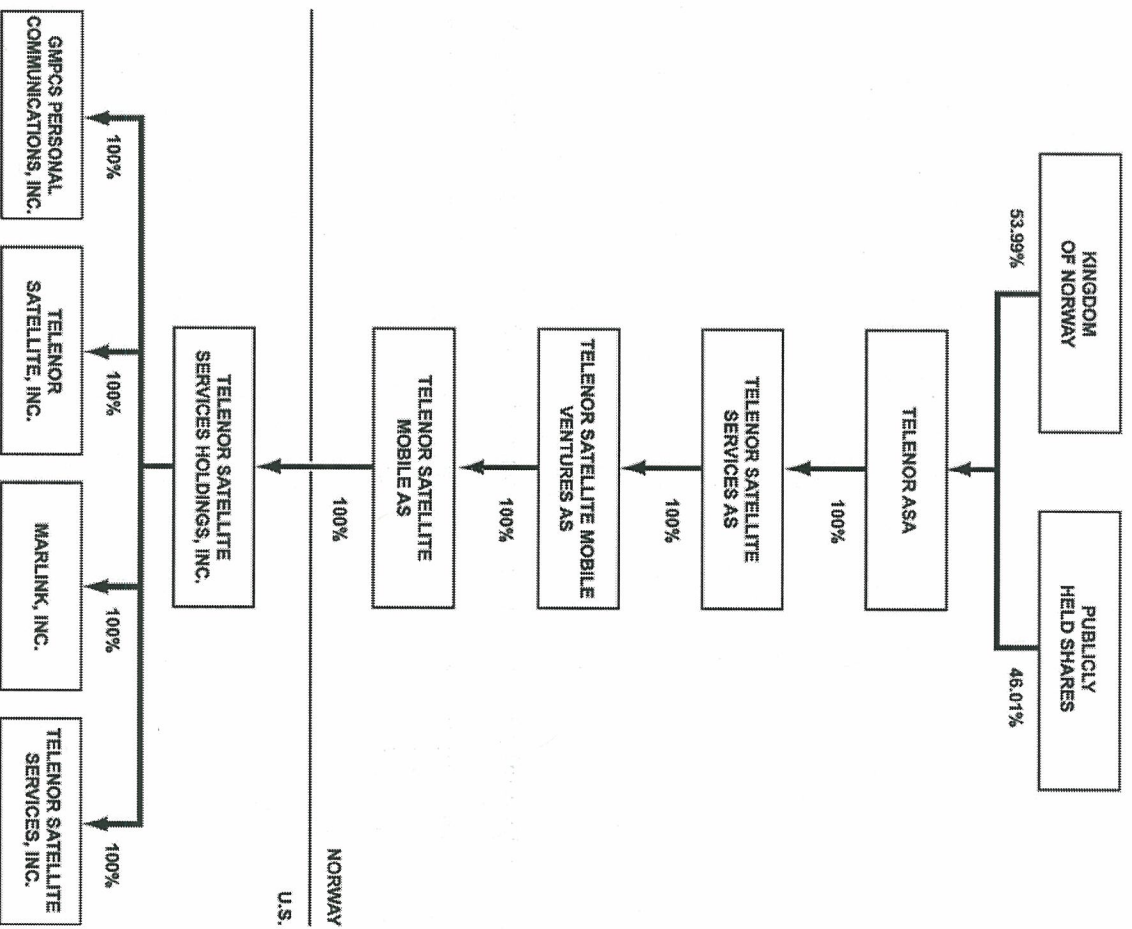 KINGDOM
OF NORWAY
PUBLICLY
HELD SHARES
53.99%
46.01%
TELENOR ASA
100%
TELENOR SATELLITE
SERVICES AS
100%
TELENOR SATELLITE MOBILE
VENTURES AS
100%
TELENOR SATELLITE
MOBILE AS
100%
NORWAY
U.S.
TELENOR SATELLITE
SERVICES HOLDINGS, INC.
100%
100%
100%
100%
GMPCS PERSONAL
COMMUNICATIONS, INC.
TELENOR
SATELLITE, INC.
MARLINK, INC.
TELENOR SATELLITE
SERVICES, INC.